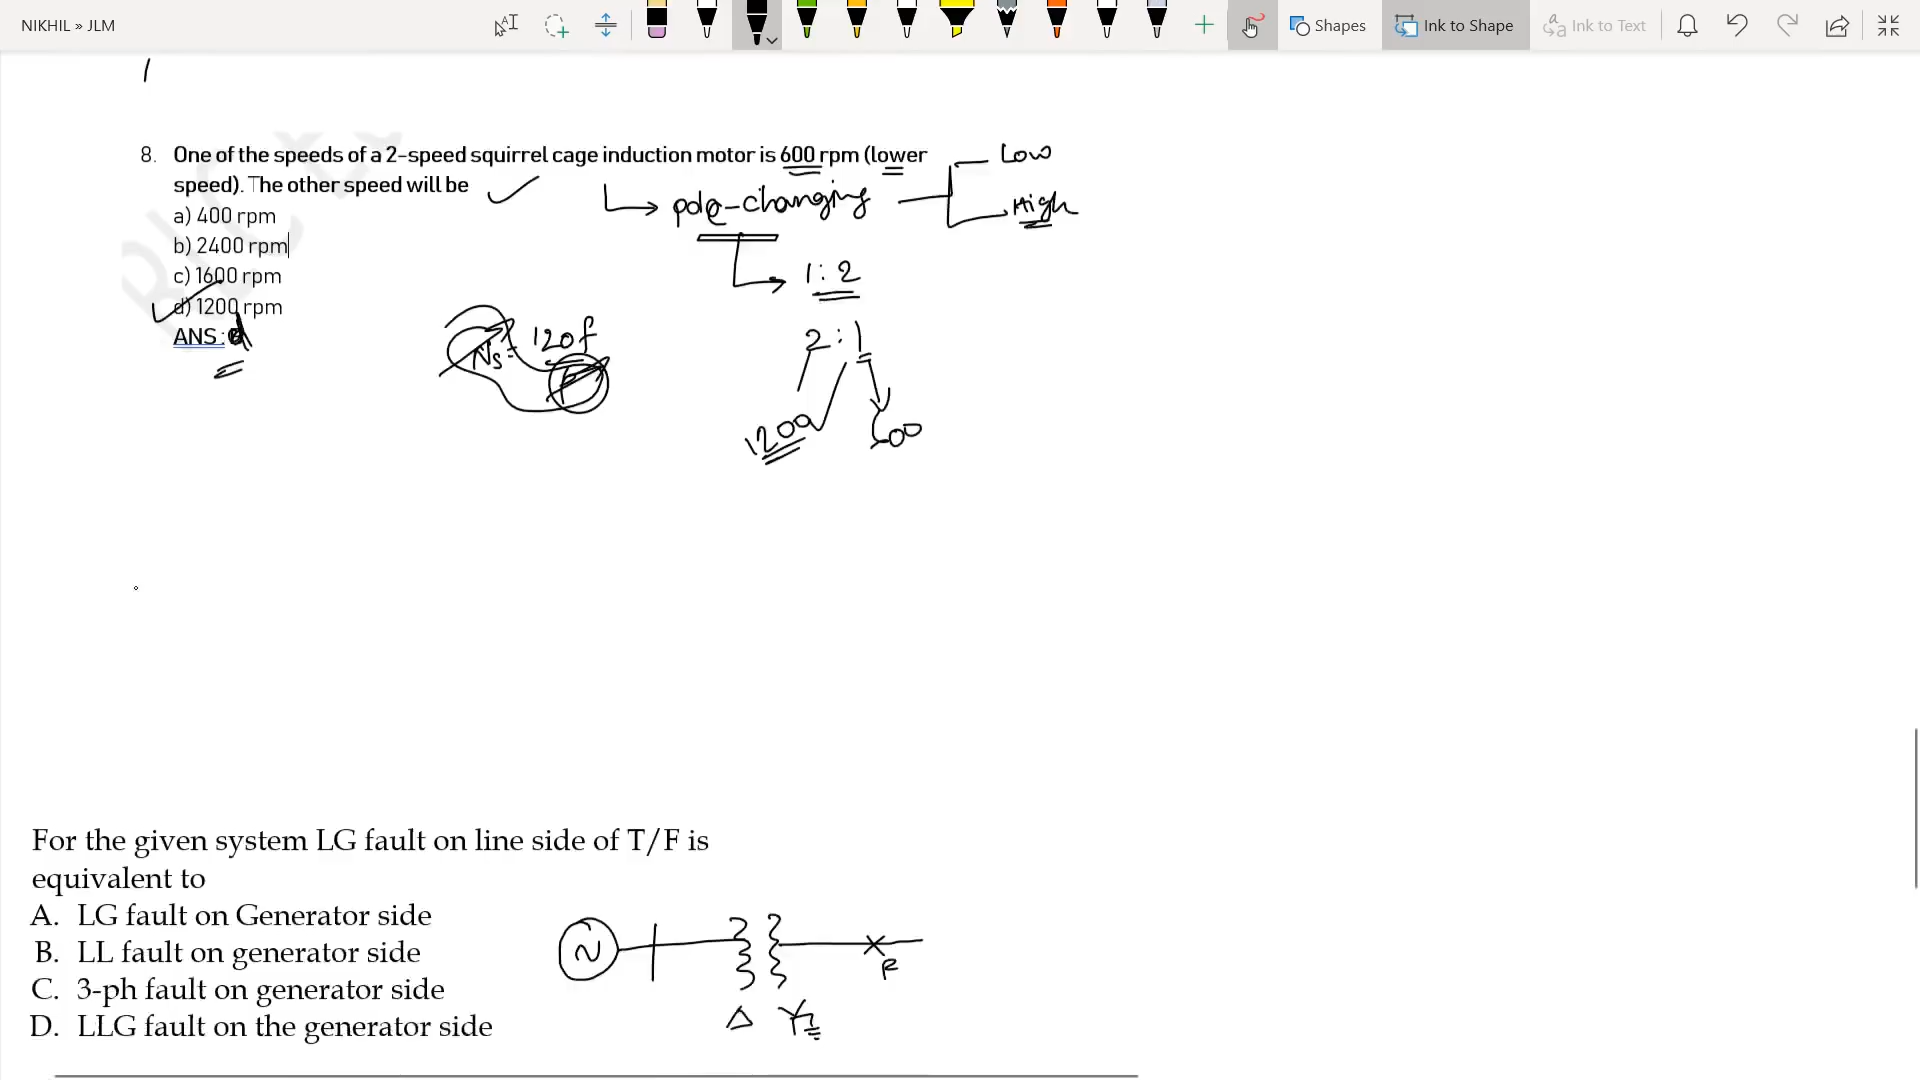 NIKHIL » JLM
Shapes
Ink to Shape
Ink to Text
8. One of the speeds of a 2-speed squirrel cage induction motor is 600 rpm (lower
speed). The other speed will be
a) 400 rpm
b) 2400 rpm
c) 1600 rpm
d) 1200 rpm
ANS: d
pole-changing
Low
High
1:2
Ns = 120f
P
2:1
1200
600
For the given system LG fault on line side of T/F is
equivalent to
A. LG fault on Generator side
B. LL fault on generator side
C. 3-ph fault on generator side
D. LLG fault on the generator side
F
Δ Y